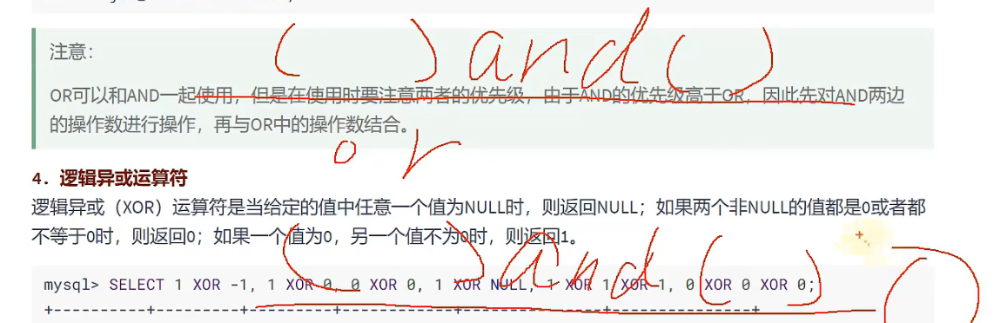 ( ) and ( )
注意:
OR可以和AND一起使用，但是在使用时要注意两者的优先级，由于AND的优先级高于OR，因此先对AND两边
的操作数进行操作，再与OR中的操作数结合。
or
4．逻辑异或运算符
逻辑异或（XOR）运算符是当给定的值中任意一个值为NULL时，则返回NULL；如果两个非NULL的值都是0或者都
不等于0时，则返回0；如果一个值为0，另一个值不为0时，则返回1。
( ) and ( )
mysql> SELECT 1 XOR -1, 1 XOR 0, 0 XOR 0, 1 XOR NULL, 1 XOR 1 XOR 1, 0 XOR 0 XOR 0;
+----------+---------+---------+------------+---------------+---------------+